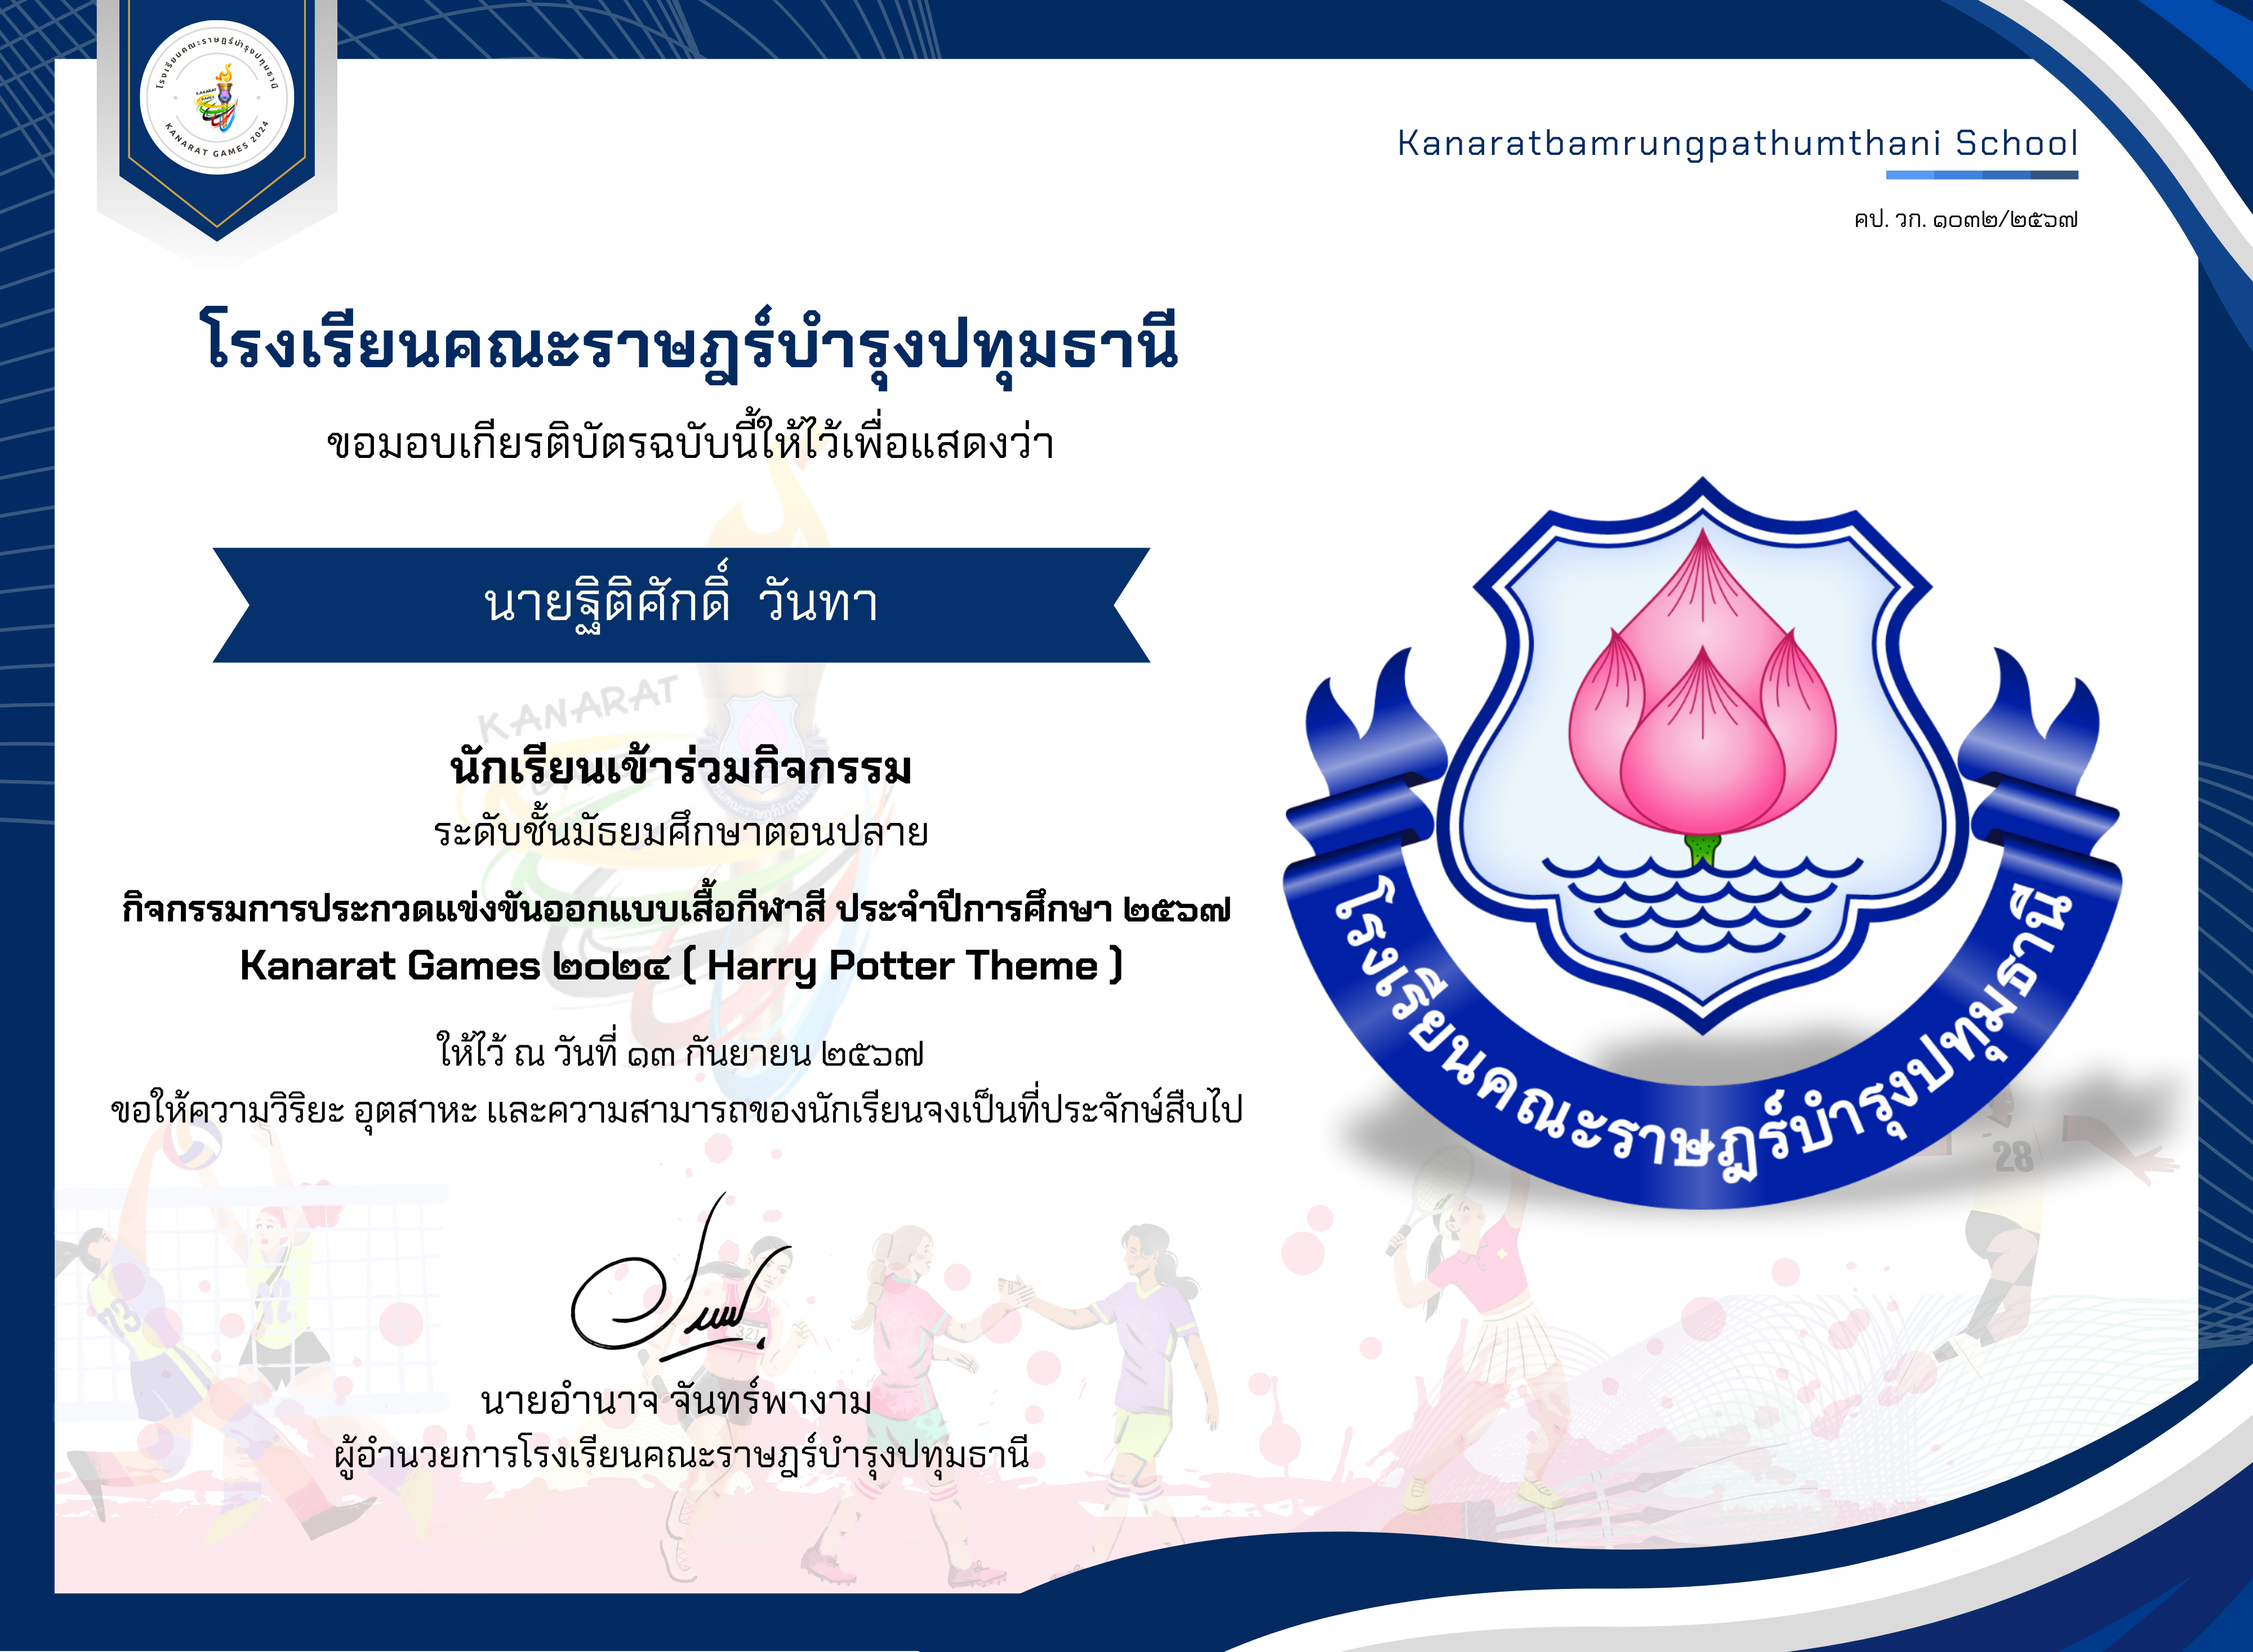 โรงเรียนคณะราษฎร์บำรุงปทุมธานี
KANARAT GAMES 2024
Kanaratbamrungpathumthani School
คป. วก. ๑๐๓๒/๒๕๖๗
โรงเรียนคณะราษฎร์บำรุงปทุมธานี
ขอมอบเกียรติบัตรฉบับนี้ให้ไว้เพื่อแสดงว่า
นายฐิติศักดิ์ วันทา
KANARAT
นักเรียนเข้าร่วมกิจกรรม
ระดับชั้นมัธยมศึกษาตอนปลาย
กิจกรรมการประกวดแข่งขันออกแบบเสื้อกีฬาสี ประจำปีการศึกษา ๒๕๖๗
Kanarat Games ๒๐๒๔ ( Harry Potter Theme )
ให้ไว้ ณ วันที่ ๑๓ กันยายน ๒๕๖๗
ขอให้ความวิริยะ อุตสาหะ และความสามารถของนักเรียนจงเป็นที่ประจักษ์สืบไป
โรงเรียนคณะราษฎร์บำรุงปทุมธานี
28
13
นายอำนาจ จันทร์พางาม
ผู้อำนวยการโรงเรียนคณะราษฎร์บำรุงปทุมธานี